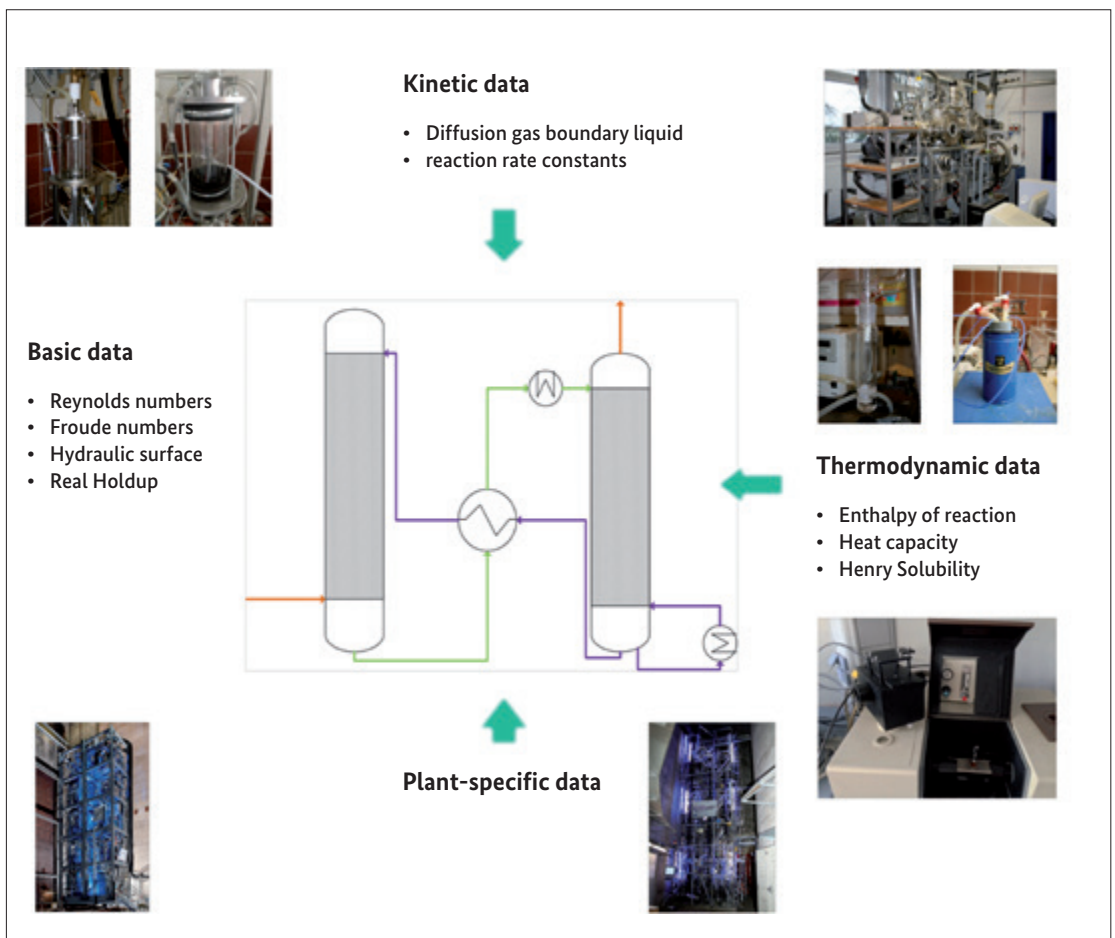 Kinetic data
• Diffusion gas boundary liquid
• reaction rate constants
Basic data
• Reynolds numbers
• Froude numbers
• Hydraulic surface
• Real Holdup
Thermodynamic data
• Enthalpy of reaction
• Heat capacity
• Henry Solubility
Plant-specific data